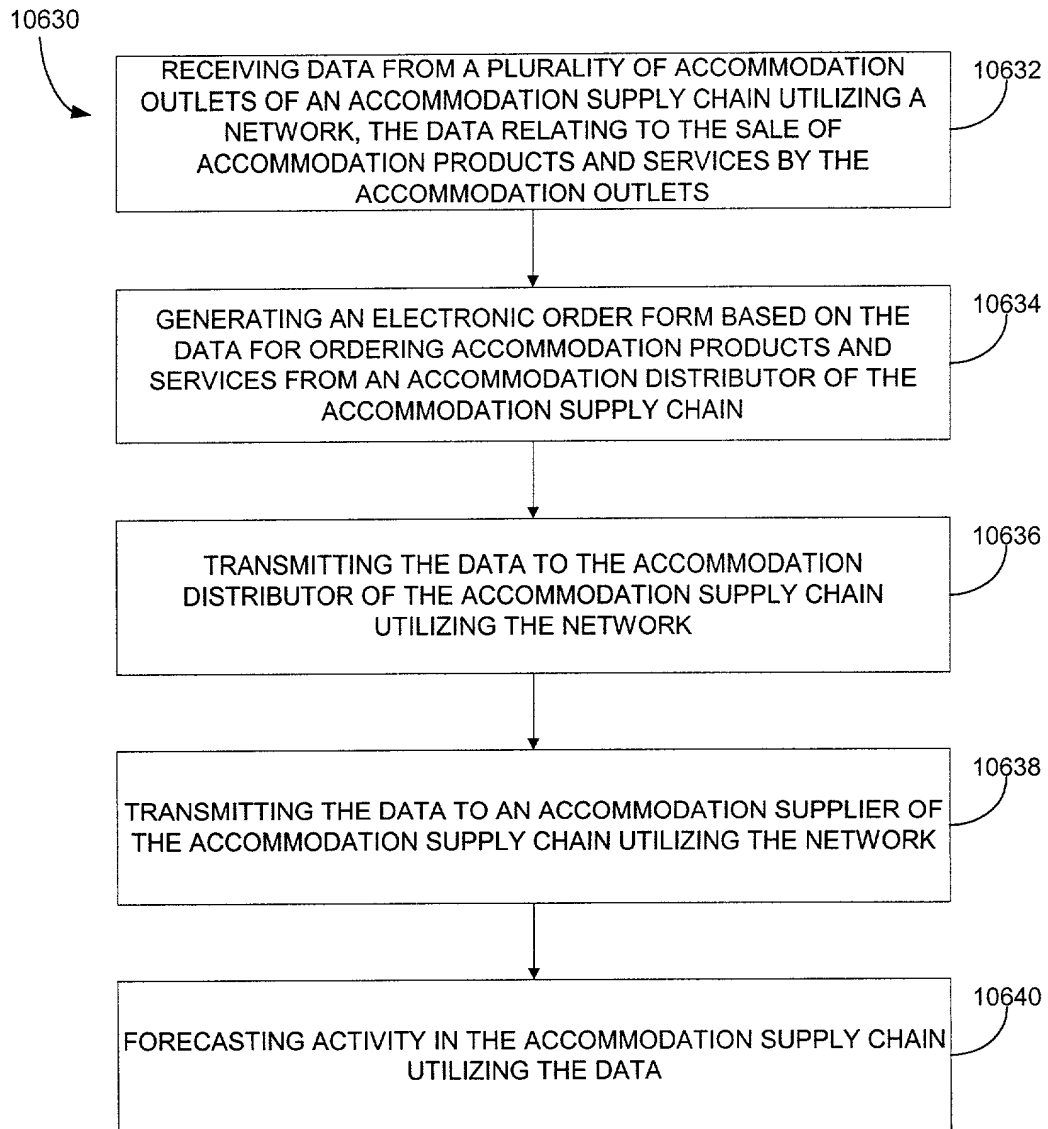 10630
RECEIVING DATA FROM A PLURALITY OF ACCOMMODATION
OUTLETS OF AN ACCOMMODATION SUPPLY CHAIN UTILIZING A
NETWORK, THE DATA RELATING TO THE SALE OF
ACCOMMODATION PRODUCTS AND SERVICES BY THE
ACCOMMODATION OUTLETS
10632
GENERATING AN ELECTRONIC ORDER FORM BASED ON THE
DATA FOR ORDERING ACCOMMODATION PRODUCTS AND
SERVICES FROM AN ACCOMMODATION DISTRIBUTOR OF THE
ACCOMMODATION SUPPLY CHAIN
10634
TRANSMITTING THE DATA TO THE ACCOMMODATION
DISTRIBUTOR OF THE ACCOMMODATION SUPPLY CHAIN
UTILIZING THE NETWORK
10636
TRANSMITTING THE DATA TO AN ACCOMMODATION SUPPLIER OF
THE ACCOMMODATION SUPPLY CHAIN UTILIZING THE NETWORK
10638
FORECASTING ACTIVITY IN THE ACCOMMODATION SUPPLY CHAIN
UTILIZING THE DATA
10640